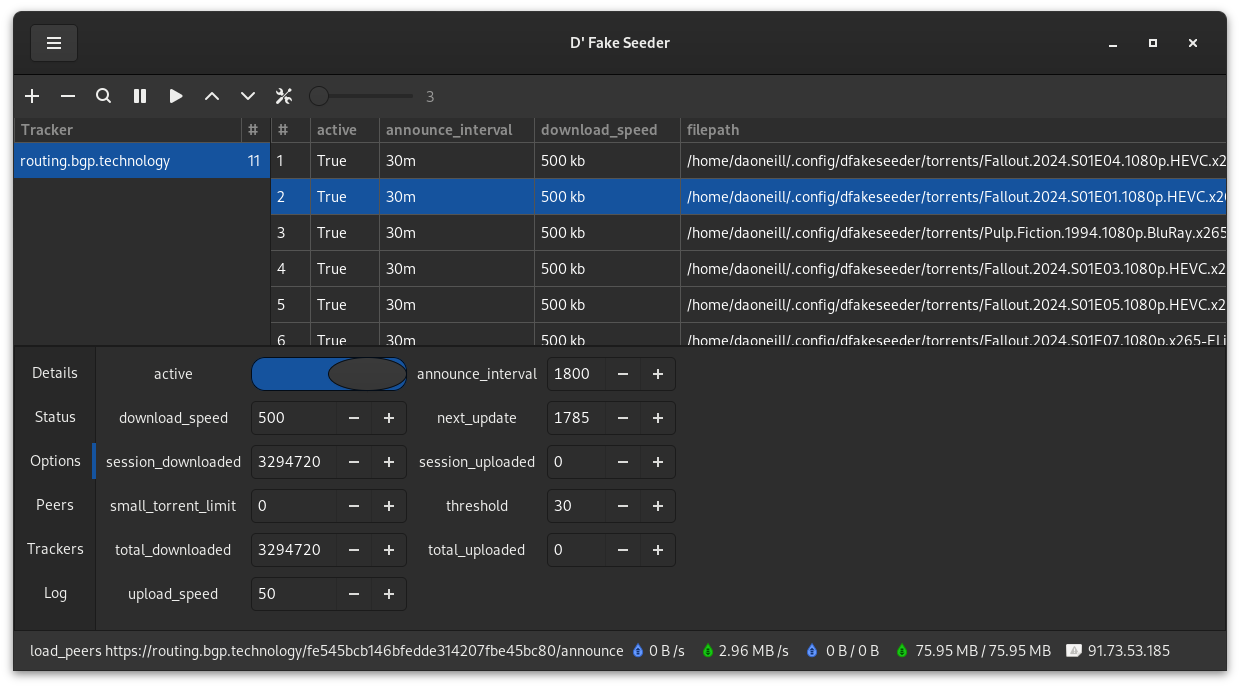 D' Fake Seeder
3
Tracker # # active announce_interval download_speed filepath
routing.bgp.technology 11 1 True 30m 500 kb /home/daoneill/.config/dfakeseeder/torrents/Fallout.2024.S01E04.1080p.HEVC.x2
2 True 30m 500 kb /home/daoneill/.config/dfakeseeder/torrents/Fallout.2024.S01E01.1080p.HEVC.x2
3 True 30m 500 kb /home/daoneill/.config/dfakeseeder/torrents/Pulp.Fiction.1994.1080p.BluRay.x265
4 True 30m 500 kb /home/daoneill/.config/dfakeseeder/torrents/Fallout.2024.S01E03.1080p.HEVC.x2
5 True 30m 500 kb /home/daoneill/.config/dfakeseeder/torrents/Fallout.2024.S01E05.1080p.HEVC.x2
6 True 30m 500 kb /home/daoneill/.config/dfakeseeder/torrents/Fallout.2024.S01E07.1080p.x265-ELi
Details active announce_interval 1800
Status download_speed 500 next_update 1785
Options session_downloaded 3294720 session_uploaded 0
Peers small_torrent_limit 0 threshold 30
Trackers total_downloaded 3294720 total_uploaded 0
Log upload_speed 50
load_peers https://routing.bgp.technology/fe545bcb146bfedde314207fbe45bc80/announce 0 B /s 2.96 MB /s 0 B / 0 B 75.95 MB / 75.95 MB 91.73.53.185